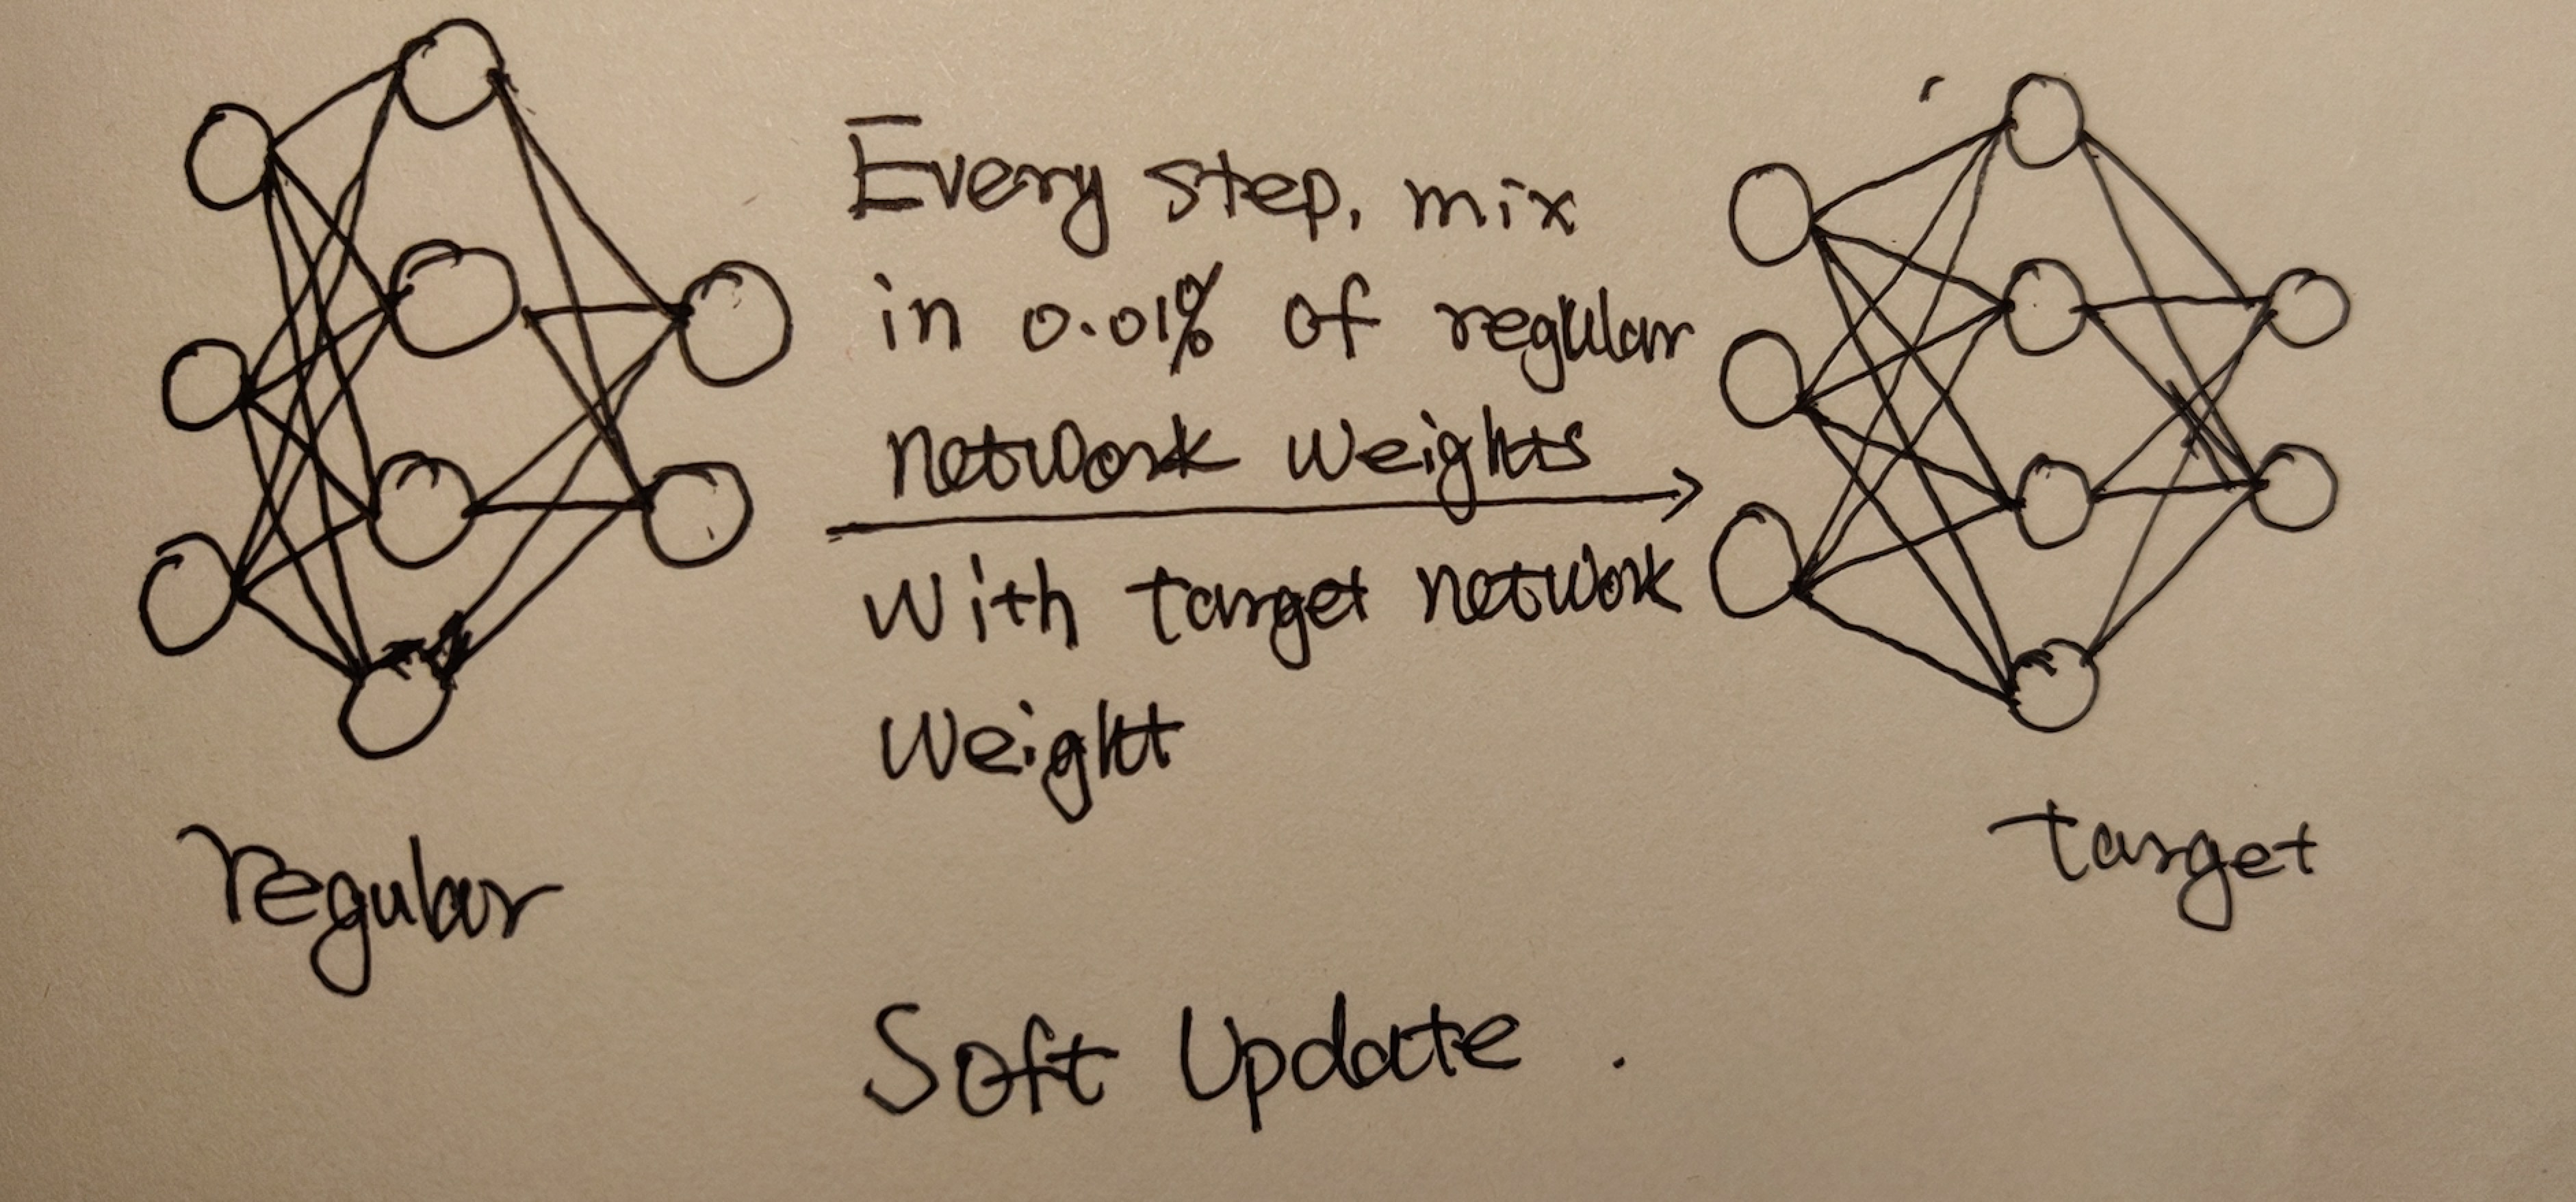 Every step, mix
in 0.01% of regular
network weights
with target network
weight
regular
target
Soft Update.